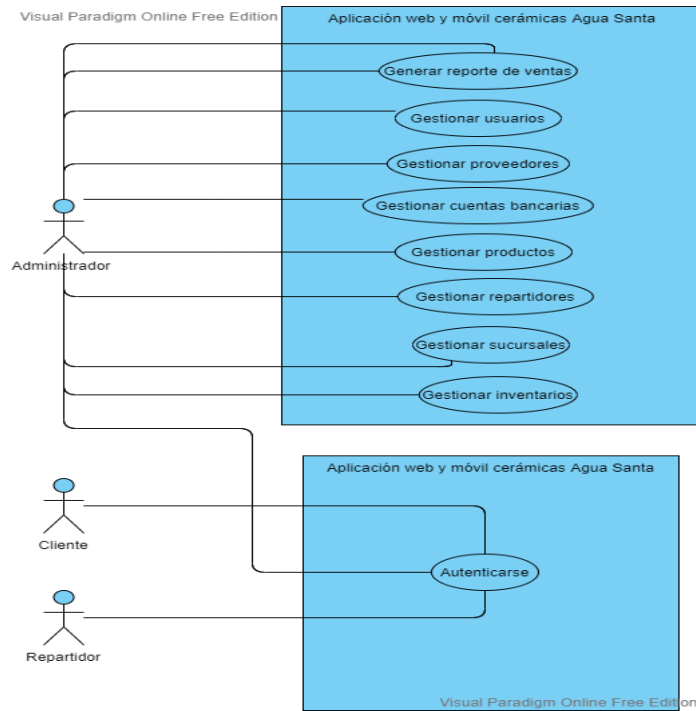 Visual Paradigm Online Free Edition
Aplicación web y móvil cerámicas Agua Santa
Generar reporte de ventas
Gestionar usuarios
Gestionar proveedores
Gestionar cuentas bancarias
Administrador
Gestionar productos
Gestionar repartidores
Gestionar sucursales
Gestionar inventarios
Aplicación web y móvil cerámicas Agua Santa
Cliente
Autenticarse
Repartidor
Visual Paradigm Online Free Edition